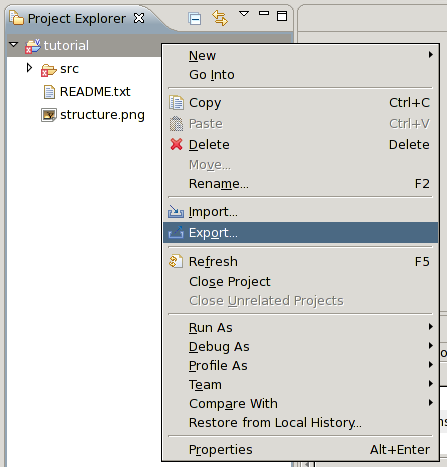 Project Explorer
tutorial
src
README.txt
structure.png
New
Go Into
Copy Ctrl+C
Paste Ctrl+V
Delete Delete
Move...
Rename... F2
Import...
Export...
Refresh F5
Close Project
Close Unrelated Projects
Run As
Debug As
Profile As
Team
Compare With
Restore from Local History...
Properties Alt+Enter